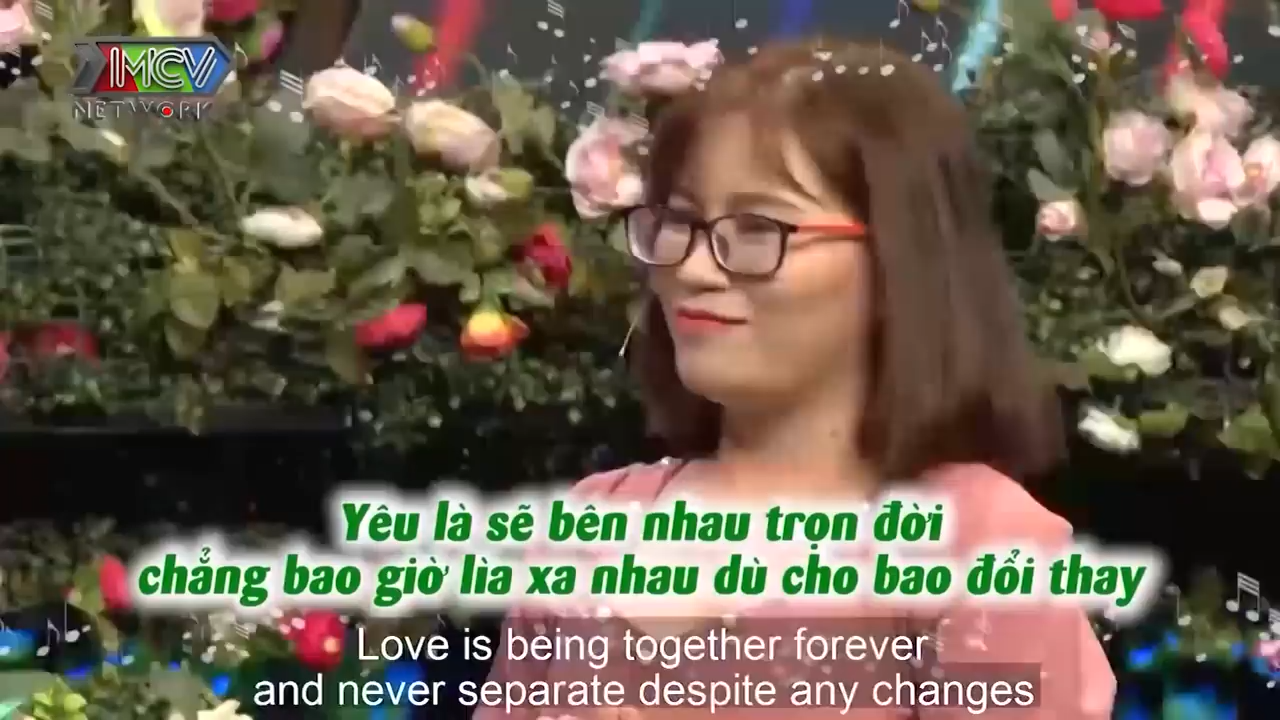 MCV
NETWORK
Yêu là sẽ bên nhau trọn đời
chẳng bao giờ lìa xa nhau dù cho bao đổi thay
Love is being together forever
and never separate despite any changes